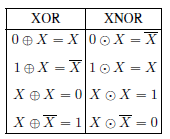 XOR XNOR
0 ⊕ X = X 0 ⊙ X = X̅
1 ⊕ X = X̅ 1 ⊙ X = X
X ⊕ X = 0 X ⊙ X = 1
X ⊕ X̅ = 1 X ⊙ X̅ = 0